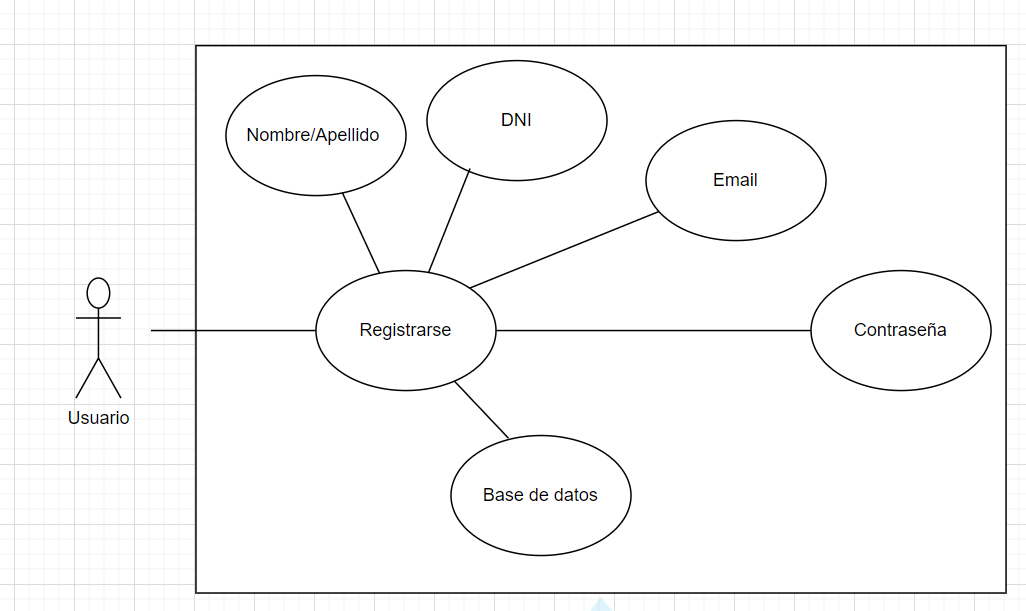 Nombre/Apellido
DNI
Email
Registrarse
Contraseña
Usuario
Base de datos